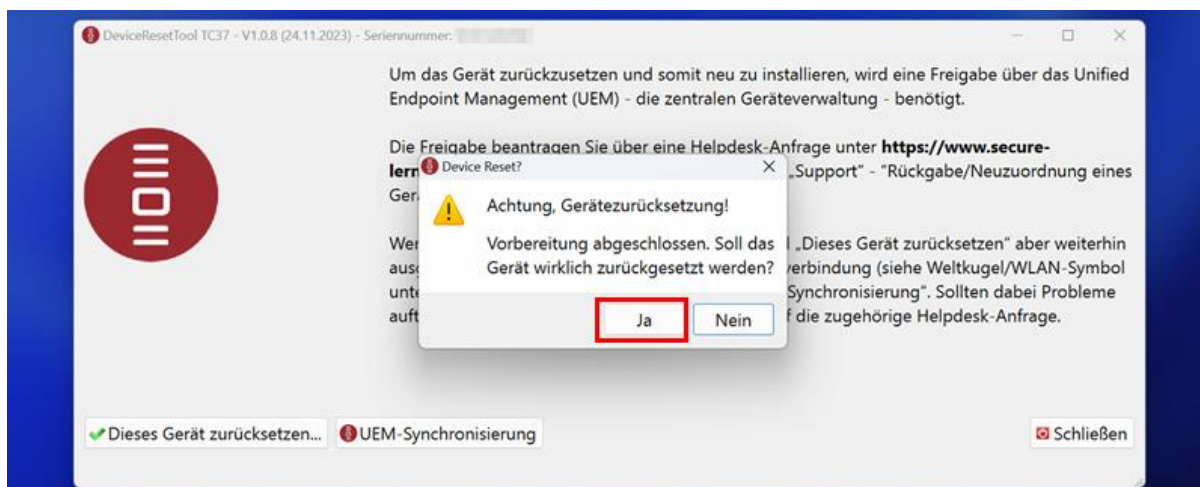 DeviceResetTool TC37 - V1.0.8 (24.11.2023) - Seriennummer:
Um das Gerät zurückzusetzen und somit neu zu installieren, wird eine Freigabe über das Unified
Endpoint Management (UEM) - die zentralen Geräteverwaltung - benötigt.
Die Freigabe beantragen Sie über eine Helpdesk-Anfrage unter https://www.secure-
lern
„Support" - "Rückgabe/Neuzuordnung eines
Ger
Device Reset?
Achtung, Gerätezurücksetzung!
Vorbereitung abgeschlossen. Soll das
Gerät wirklich zurückgesetzt werden?
Ja
Nein
„Dieses Gerät zurücksetzen" aber weiterhin
verbindung (siehe Weltkugel/WLAN-Symbol
Synchronisierung". Sollten dabei Probleme
die zugehörige Helpdesk-Anfrage.
Dieses Gerät zurücksetzen...
UEM-Synchronisierung
Schließen